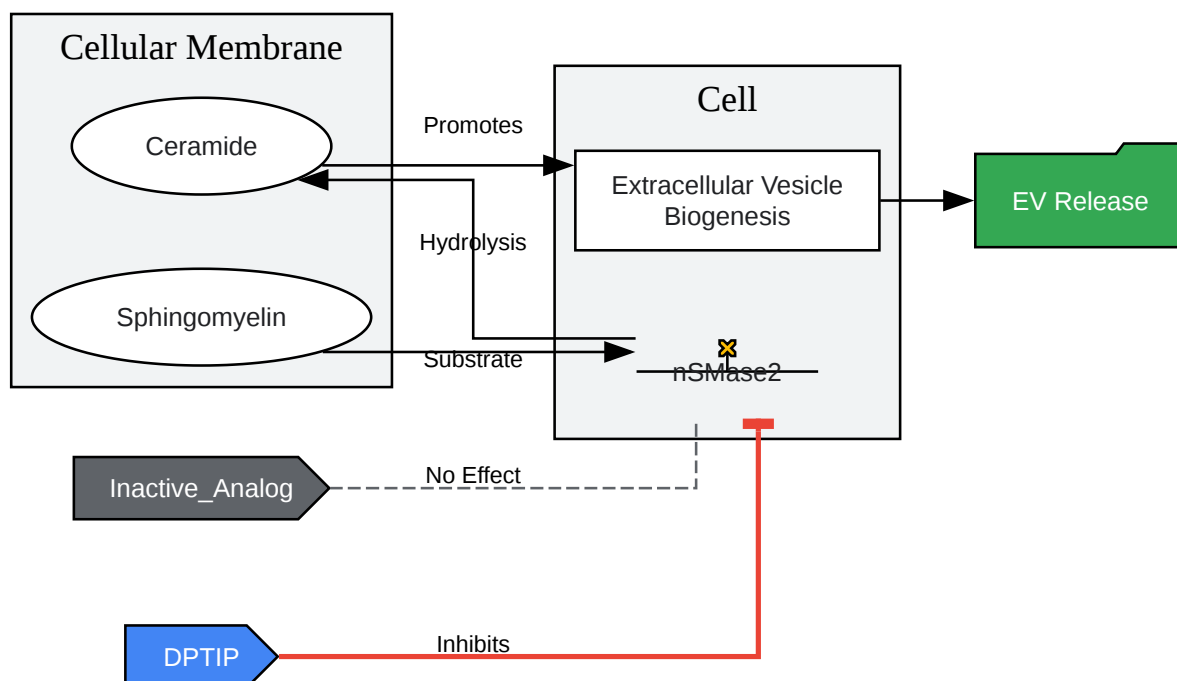 Cellular Membrane
Ceramide
Sphingomyelin
Promotes
Hydrolysis
Substrate
Cell
Extracellular Vesicle
Biogenesis
nSMase2
EV Release
Inactive_Analog
No Effect
DPTIP
Inhibits